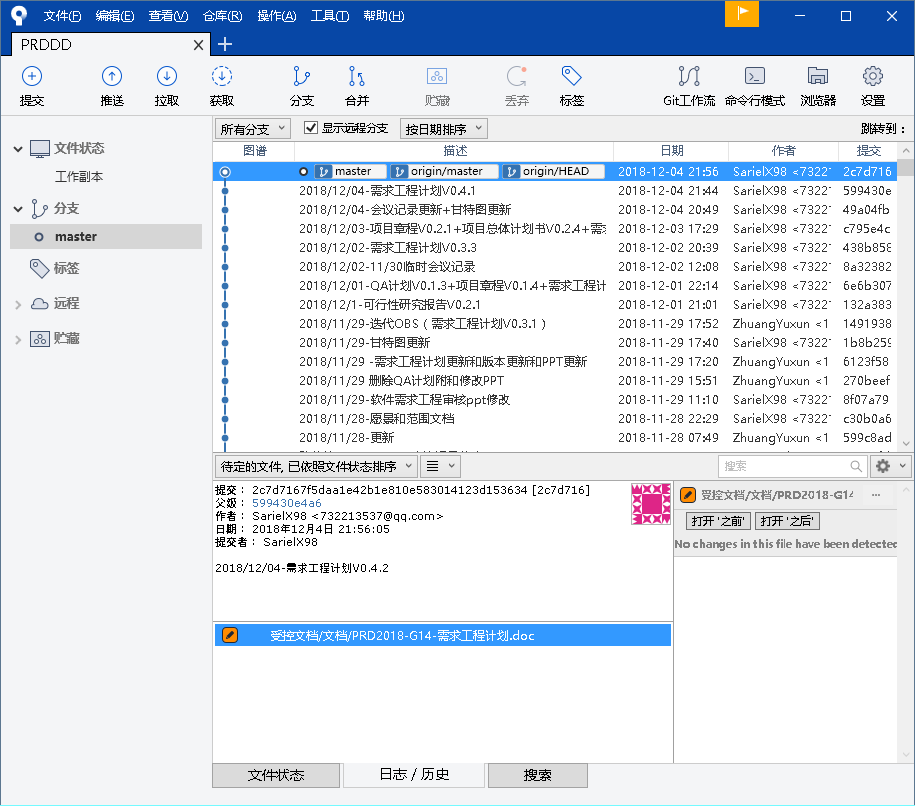 文件(F) 编辑(E) 查看(V) 仓库(R) 操作(A) 工具(T) 帮助(H)
PRDDD
提交 推送 拉取 获取 分支 合并 贮藏 丢弃 标签 Git工作流 命令行模式 浏览器 设置
文件状态
工作副本
分支
master
标签
远程
贮藏
所有分支 显示远程分支 按日期排序 跳转到：
图谱 描述 日期 作者 提交
master origin/master origin/HEAD 2018-12-04 21:56 SarielX98 <7322 2c7d716
2018/12/04-需求工程计划V0.4.1 2018-12-04 21:44 SarielX98 <7322 599430e
2018/12/04-会议记录更新+甘特图更新 2018-12-04 20:49 SarielX98 <7322 49a04fb
2018/12/03-项目章程V0.2.1+项目总体计划书V0.2.4+需 2018-12-03 17:29 SarielX98 <7322 c795e4c
2018/12/02-需求工程计划V0.3.3 2018-12-02 20:39 SarielX98 <7322 438b858
2018/12/02-11/30临时会议记录 2018-12-02 12:08 SarielX98 <7322 8a32382
2018/12/01-QA计划V0.1.3+项目章程V0.1.4+需求工程计 2018-12-01 22:14 SarielX98 <7322 6e6b307
2018/12/1-可行性研究报告V0.2.1 2018-12-01 21:01 SarielX98 <7322 132a383
2018/11/29-迭代OBS（需求工程计划V0.3.1） 2018-11-29 17:52 ZhuangYuxun <1 1491938
2018/11/29-甘特图更新 2018-11-29 17:40 SarielX98 <7322 1b8b259
2018/11/29 -需求工程计划更新和版本更新和PPT更新 2018-11-29 17:20 ZhuangYuxun <1 6123f58
2018/11/29 删除QA计划附和修改PPT 2018-11-29 15:51 ZhuangYuxun <1 270beef
2018/11/29-软件需求工程审核ppt修改 2018-11-29 11:10 SarielX98 <7322 8f07a79
2018/11/28-愿景和范围文档 2018-11-28 22:29 SarielX98 <7322 c30b0a6
2018/11/28-更新 2018-11-28 07:49 SarielX98 <7322 599c8ad
待定的文件, 已依照文件状态排序 搜索
提交： 2c7d7167f5daa1e42b1e810e583014123d153634 [2c7d716]
父级： 599430e4a6
作者： SarielX98 <732213537@qq.com>
日期： 2018年12月4日 21:56:05
提交者： SarielX98
2018/12/04-需求工程计划V0.4.2
受控文档/文档/PRD2018-G14-需求工程计划.doc
受控文档/文档/PRD2018-G14 ...
打开 '之前' 打开 '之后'
No changes in this file have been detected
文件状态 日志 / 历史 搜索